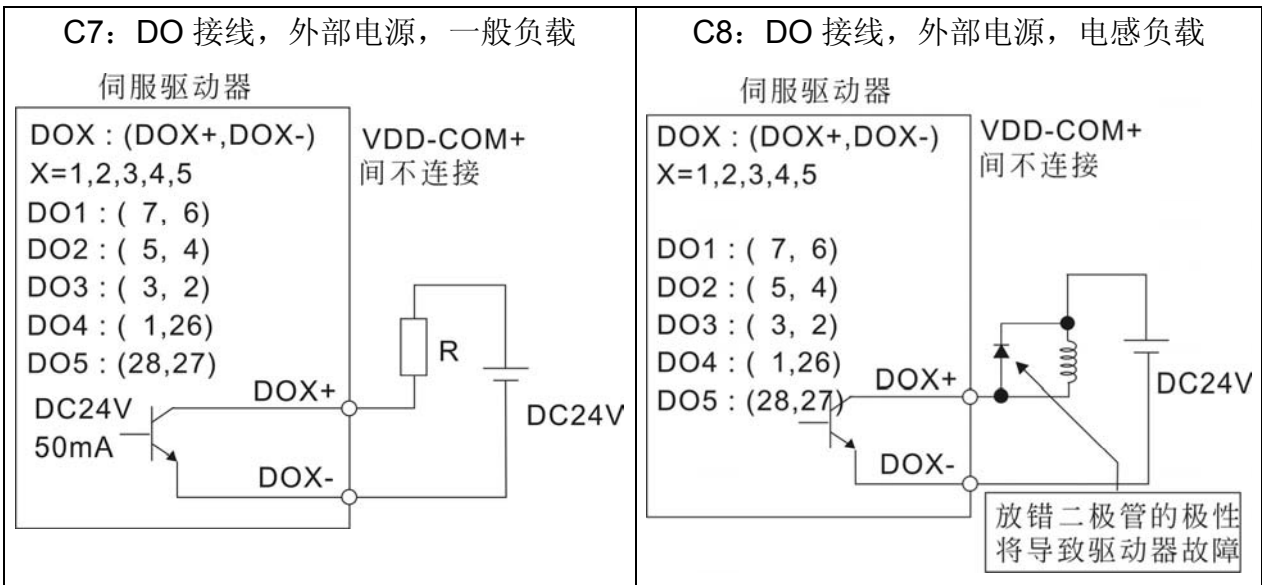 C7：DO 接线，外部电源，一般负载
伺服驱动器
DOX : (DOX+,DOX-)
X=1,2,3,4,5
DO1 : ( 7, 6)
DO2 : ( 5, 4)
DO3 : ( 3, 2)
DO4 : ( 1,26)
DO5 : (28,27)
DC24V
50mA
DOX+
DOX-
VDD-COM+
间不连接
R
DC24V
C8：DO 接线，外部电源，电感负载
伺服驱动器
DOX : (DOX+,DOX-)
X=1,2,3,4,5
DO1 : ( 7, 6)
DO2 : ( 5, 4)
DO3 : ( 3, 2)
DO4 : ( 1,26)
DO5 : (28,27)
DOX+
DOX-
VDD-COM+
间不连接
DC24V
放错二极管的极性
将导致驱动器故障